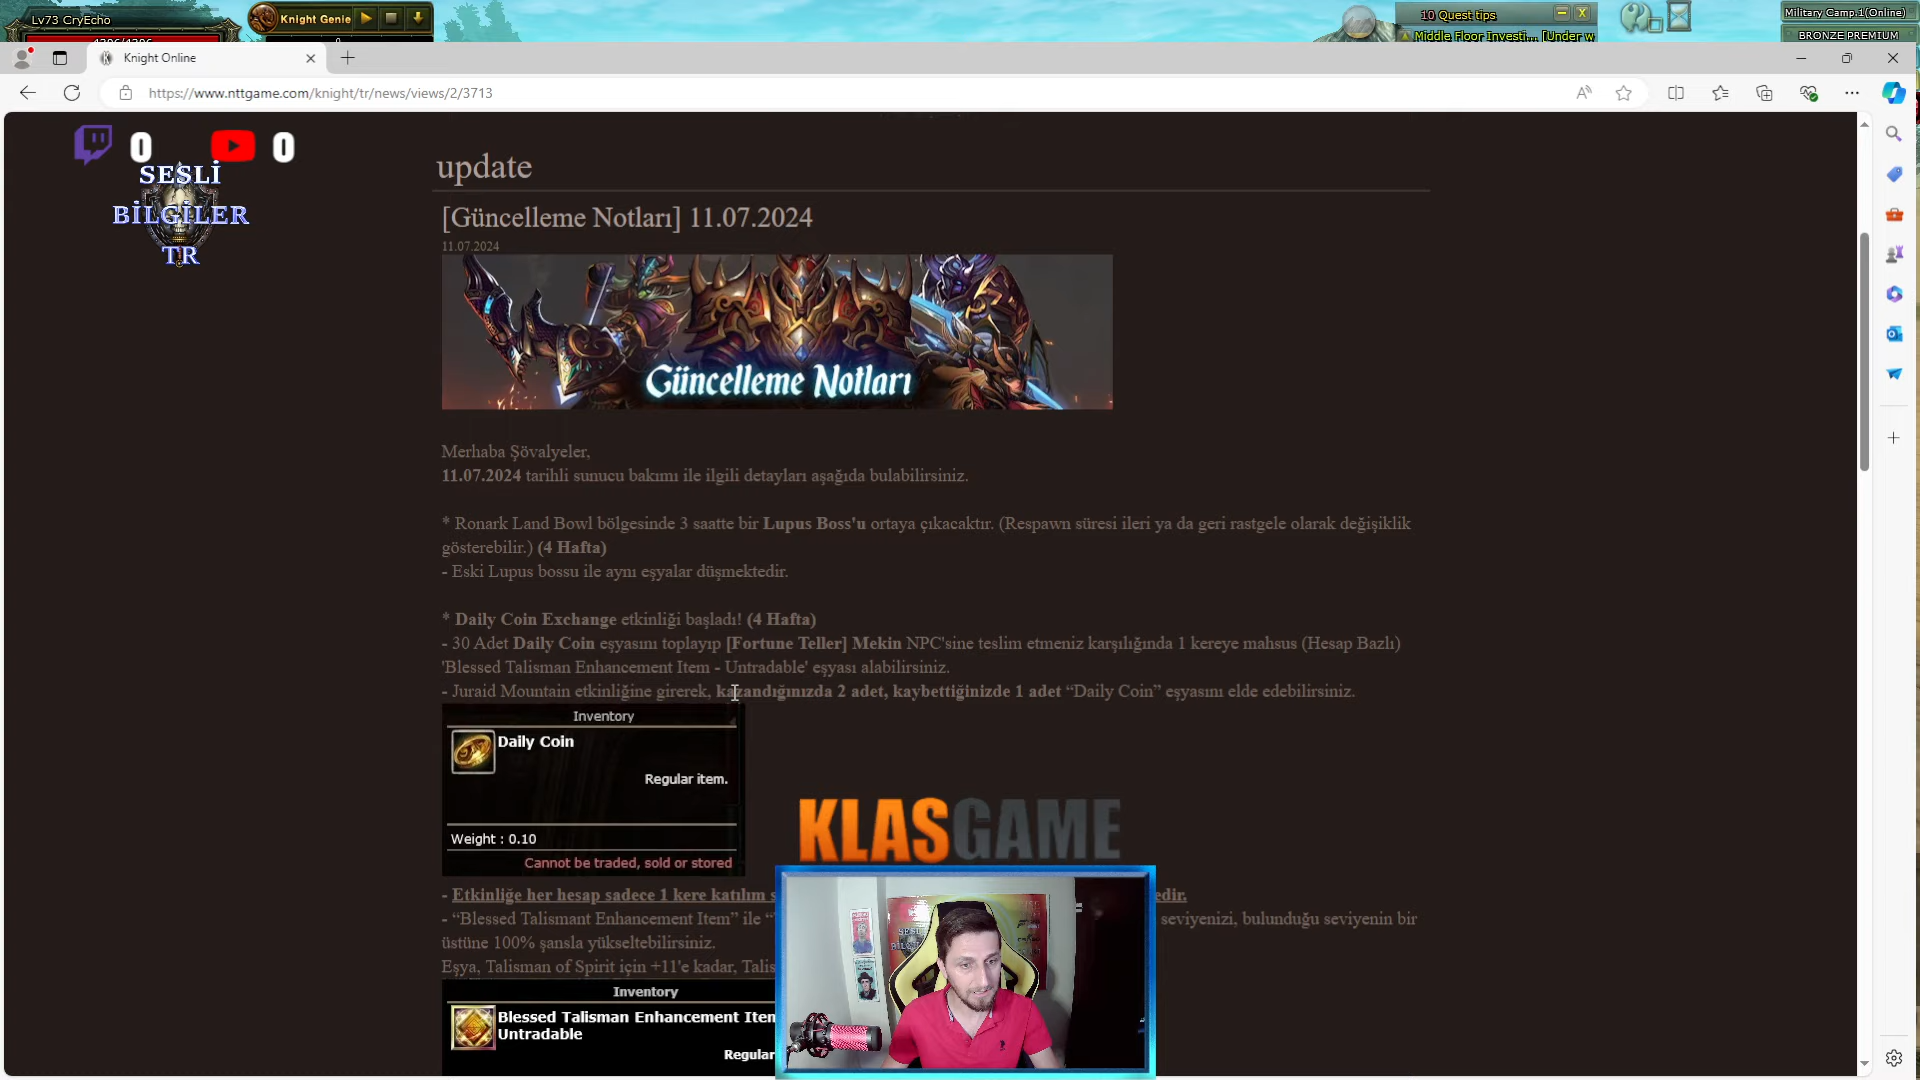 Lv73 CryEcho
Knight Genie
10 Quest tips
Middle Floor Investi... [Under w
Military Camp.1(Online)
BRONZE PREMIUM
Knight Online
https://www.nttgame.com/knight/tr/news/views/2/3713
0
0
SESLİ
BİLGİLER
TR
update
[Güncelleme Notları] 11.07.2024
11.07.2024
Güncelleme Notları
Merhaba Şövalyeler,
11.07.2024 tarihli sunucu bakımı ile ilgili detayları aşağıda bulabilirsiniz.
* Ronark Land Bowl bölgesinde 3 saatte bir Lupus Boss'u ortaya çıkacaktır. (Respawn süresi ileri ya da geri rastgele olarak değişiklik
gösterebilir.) (4 Hafta)
- Eski Lupus bossu ile aynı eşyalar düşmektedir.
* Daily Coin Exchange etkinliği başladı! (4 Hafta)
- 30 Adet Daily Coin eşyasını toplayıp [Fortune Teller] Mekin NPC'sine teslim etmeniz karşılığında 1 kereye mahsus (Hesap Bazlı)
'Blessed Talisman Enhancement Item - Untradable' eşyası alabilirsiniz.
- Juraid Mountain etkinliğine girerek, kazandığınızda 2 adet, kaybettiğinizde 1 adet “Daily Coin” eşyasını elde edebilirsiniz.
Inventory
Daily Coin
Regular item.
Weight : 0.10
Cannot be traded, sold or stored
KLASGAME
- Etkinliğe her hesap sadece 1 kere katılım s edir.
- “Blessed Talismant Enhancement Item” ile “ seviyenizi, bulunduğu seviyenin bir
üstüne 100% şansla yükseltebilirsiniz.
Eşya, Talisman of Spirit için +11'e kadar, Talis
Inventory
Blessed Talisman Enhancement Iten
Untradable
Regular